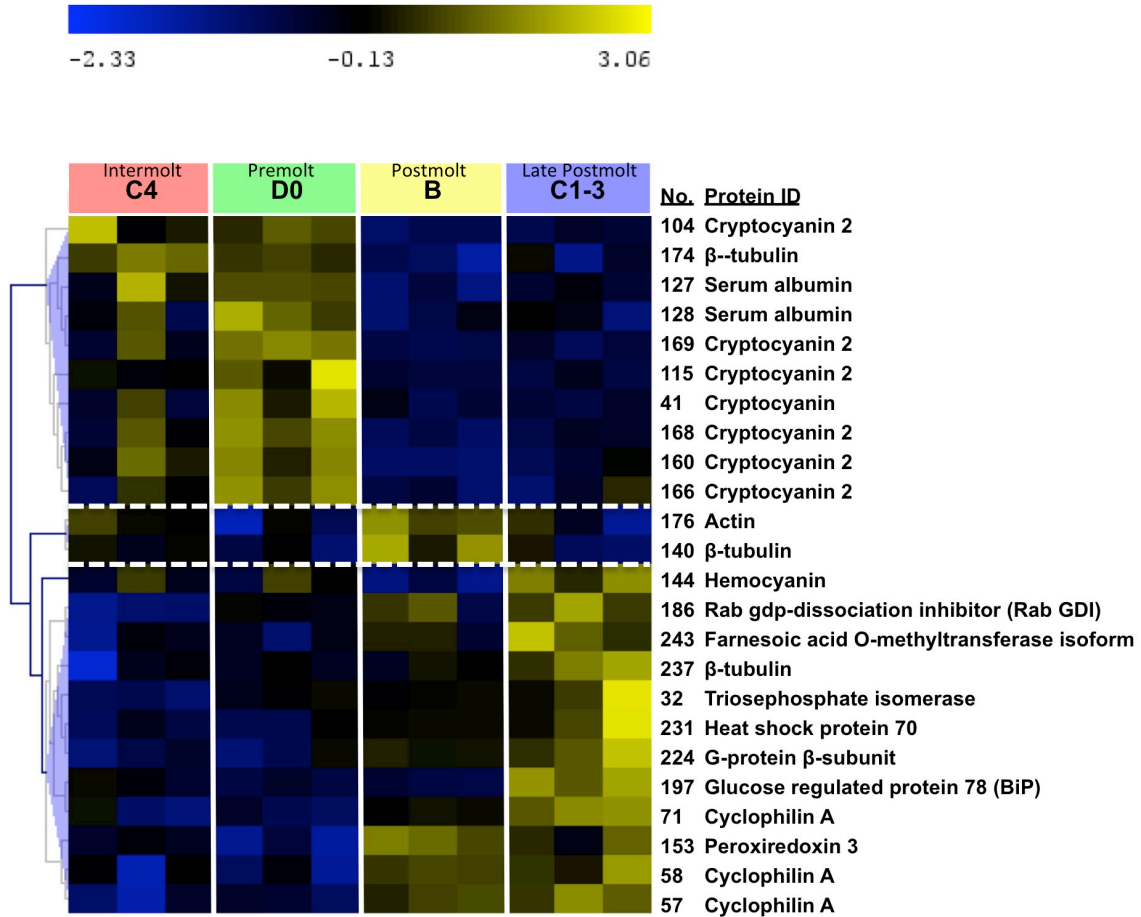 -2.33 -0.13 3.06
Intermolt Premolt Postmolt Late Postmolt
C4 D0 B C1-3
No. Protein ID
104 Cryptocyanin 2
174 β--tubulin
127 Serum albumin
128 Serum albumin
169 Cryptocyanin 2
115 Cryptocyanin 2
41 Cryptocyanin
168 Cryptocyanin 2
160 Cryptocyanin 2
166 Cryptocyanin 2
176 Actin
140 β-tubulin
144 Hemocyanin
186 Rab gdp-dissociation inhibitor (Rab GDI)
243 Farnesoic acid O-methyltransferase isoform
237 β-tubulin
32 Triosephosphate isomerase
231 Heat shock protein 70
224 G-protein β-subunit
197 Glucose regulated protein 78 (BiP)
71 Cyclophilin A
153 Peroxiredoxin 3
58 Cyclophilin A
57 Cyclophilin A